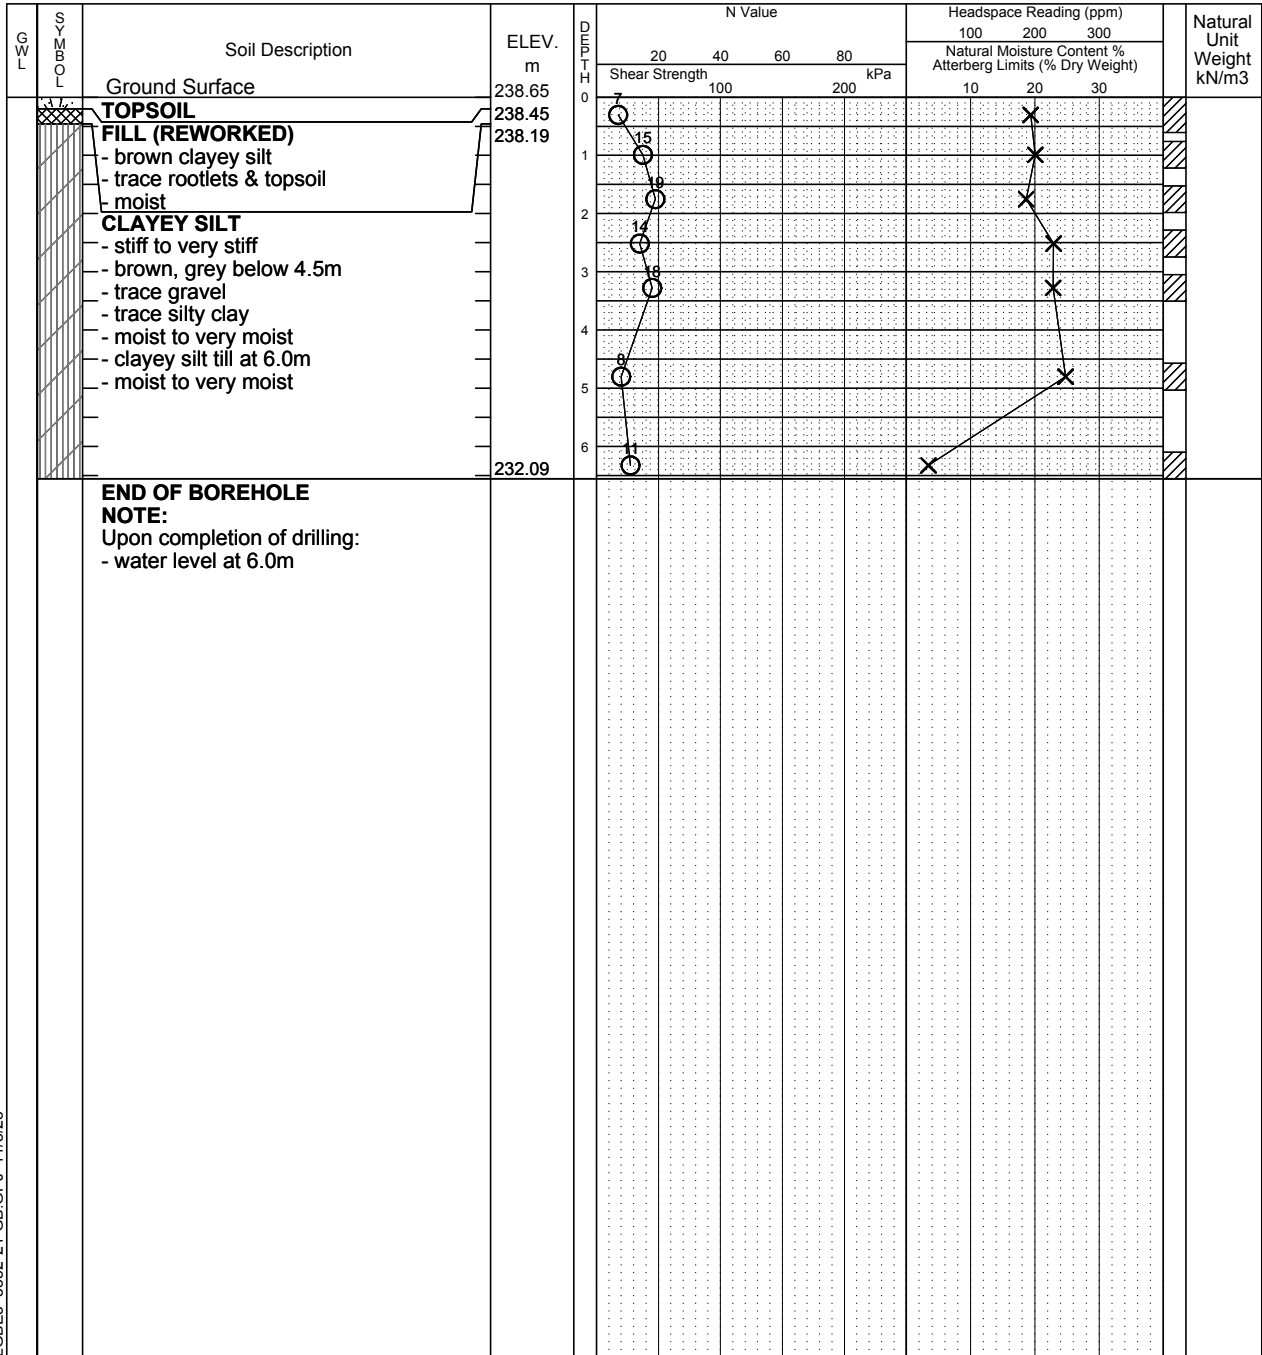 GWL
SYMBOL
Soil Description
Ground Surface
ELEV.
m
238.65
DEPTH
N Value
20 40 60 80
Shear Strength kPa
100 200
Headspace Reading (ppm)
100 200 300
Natural Moisture Content %
Atterberg Limits (% Dry Weight)
10 20 30
Natural
Unit
Weight
kN/m3
0
TOPSOIL 238.45
FILL (REWORKED) 238.19
- brown clayey silt
- trace rootlets & topsoil
- moist
CLAYEY SILT
- stiff to very stiff
- brown, grey below 4.5m
- trace gravel
- trace silty clay
- moist to very moist
- clayey silt till at 6.0m
- moist to very moist
232.09
7
15
1
19
2
14
3
18
4
8
5
6
11
END OF BOREHOLE
NOTE:
Upon completion of drilling:
- water level at 6.0m